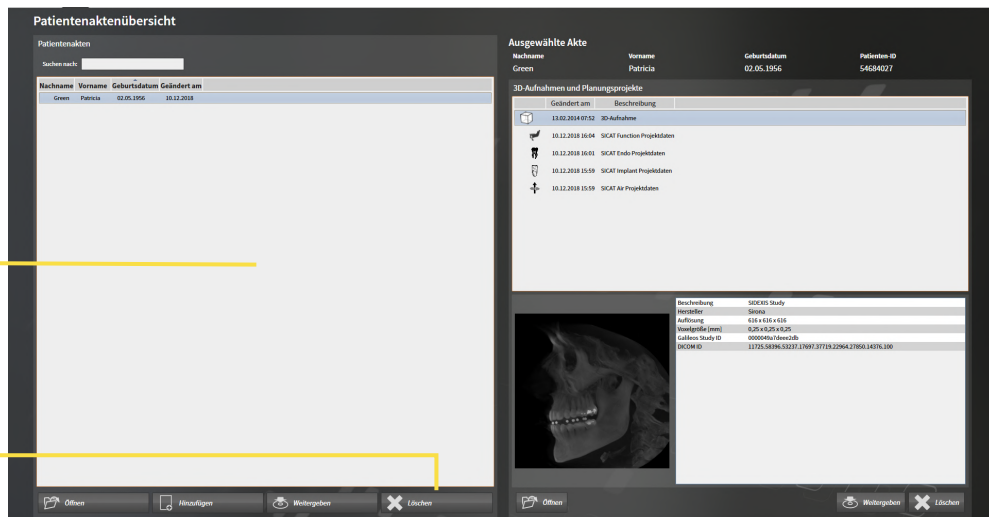 Patientenaktenübersicht
Patientenakten
Suchen nach:
Nachname Vorname Geburtsdatum Geändert am
Green Patricia 02.05.1956 10.12.2018
Öffnen Hinzufügen Weitergeben Löschen
Ausgewählte Akte
Nachname Vorname Geburtsdatum Patienten-ID
Green Patricia 02.05.1956 54684027
3D-Aufnahmen und Planungsprojekte
Geändert am Beschreibung
13.02.2014 07:52 3D-Aufnahme
10.12.2018 16:04 SICAT Function Projektdaten
10.12.2018 16:01 SICAT Endo Projektdaten
10.12.2018 15:59 SICAT Implant Projektdaten
10.12.2018 15:59 SICAT Air Projektdaten
Beschreibung SIDEXIS Study
Hersteller Sirona
Auflösung 616 x 616 x 616
Voxelgröße [mm] 0,25 x 0,25 x 0,25
Galileos Study ID 0000049a7deee2db
DICOM ID 11725.58396.53237.17697.37719.22964.27850.14376.100
Öffnen Weitergeben Löschen